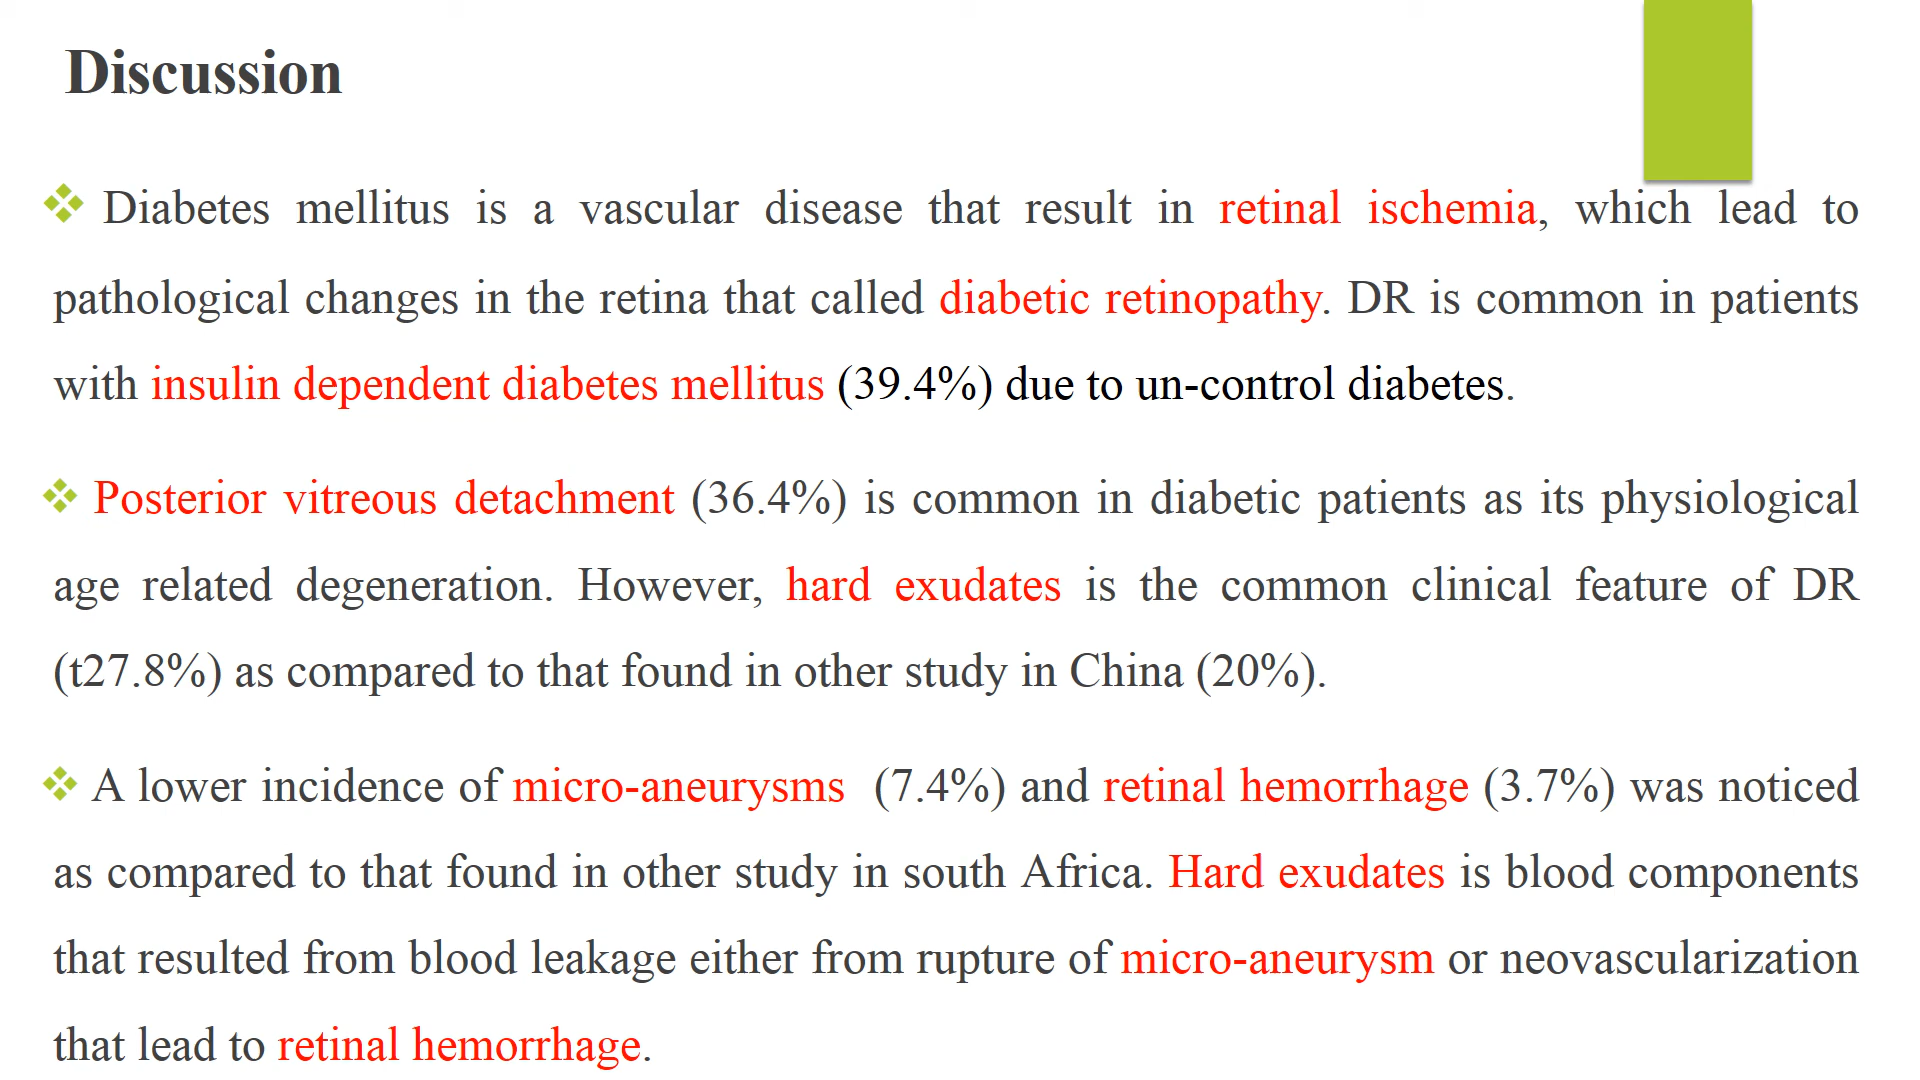 Discussion
❖ Diabetes mellitus is a vascular disease that result in retinal ischemia, which lead to
pathological changes in the retina that called diabetic retinopathy. DR is common in patients
with insulin dependent diabetes mellitus (39.4%) due to un-control diabetes.
❖ Posterior vitreous detachment (36.4%) is common in diabetic patients as its physiological
age related degeneration. However, hard exudates is the common clinical feature of DR
(t27.8%) as compared to that found in other study in China (20%).
❖ A lower incidence of micro-aneurysms (7.4%) and retinal hemorrhage (3.7%) was noticed
as compared to that found in other study in south Africa. Hard exudates is blood components
that resulted from blood leakage either from rupture of micro-aneurysm or neovascularization
that lead to retinal hemorrhage.